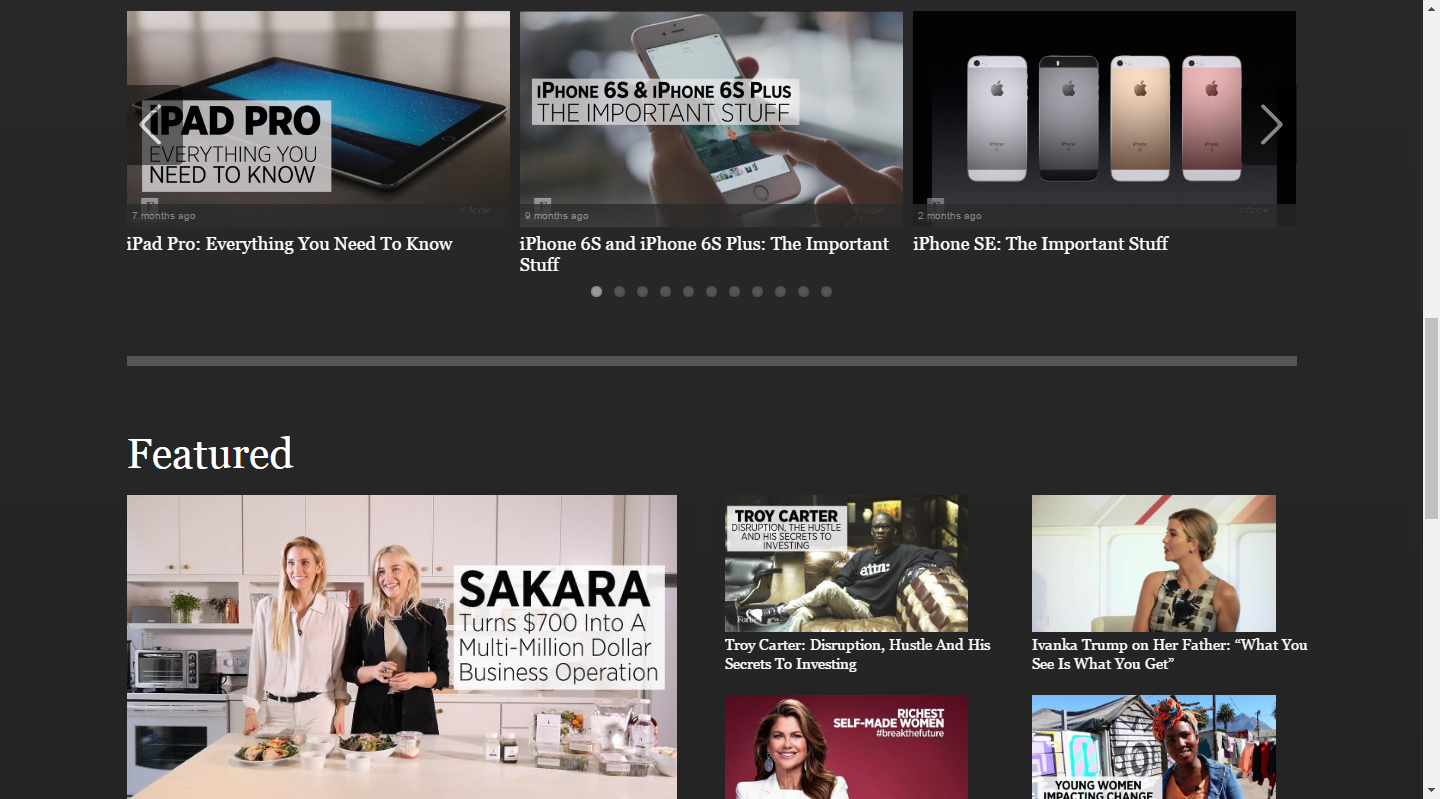 iPAD PRO
EVERYTHING YOU
NEED TO KNOW
© Apple
7 months ago
iPad Pro: Everything You Need To Know
iPHONE 6S & iPHONE 6S PLUS
THE IMPORTANT STUFF
9 months ago
iPhone 6S and iPhone 6S Plus: The Important
Stuff
iPhone
iPhone
iPhone
iPhone
2 months ago
iPhone SE: The Important Stuff
Featured
SAKARA
Turns $700 Into A
Multi-Million Dollar
Business Operation
TROY CARTER
DISRUPTION, THE HUSTLE
AND HIS SECRETS TO
INVESTING
attn:
Forbes
Troy Carter: Disruption, Hustle And His
Secrets To Investing
Ivanka Trump on Her Father: “What You
See Is What You Get”
RICHEST
SELF-MADE WOMEN
#breakthefuture
YOUNG WOMEN
IMPACTING CHANGE